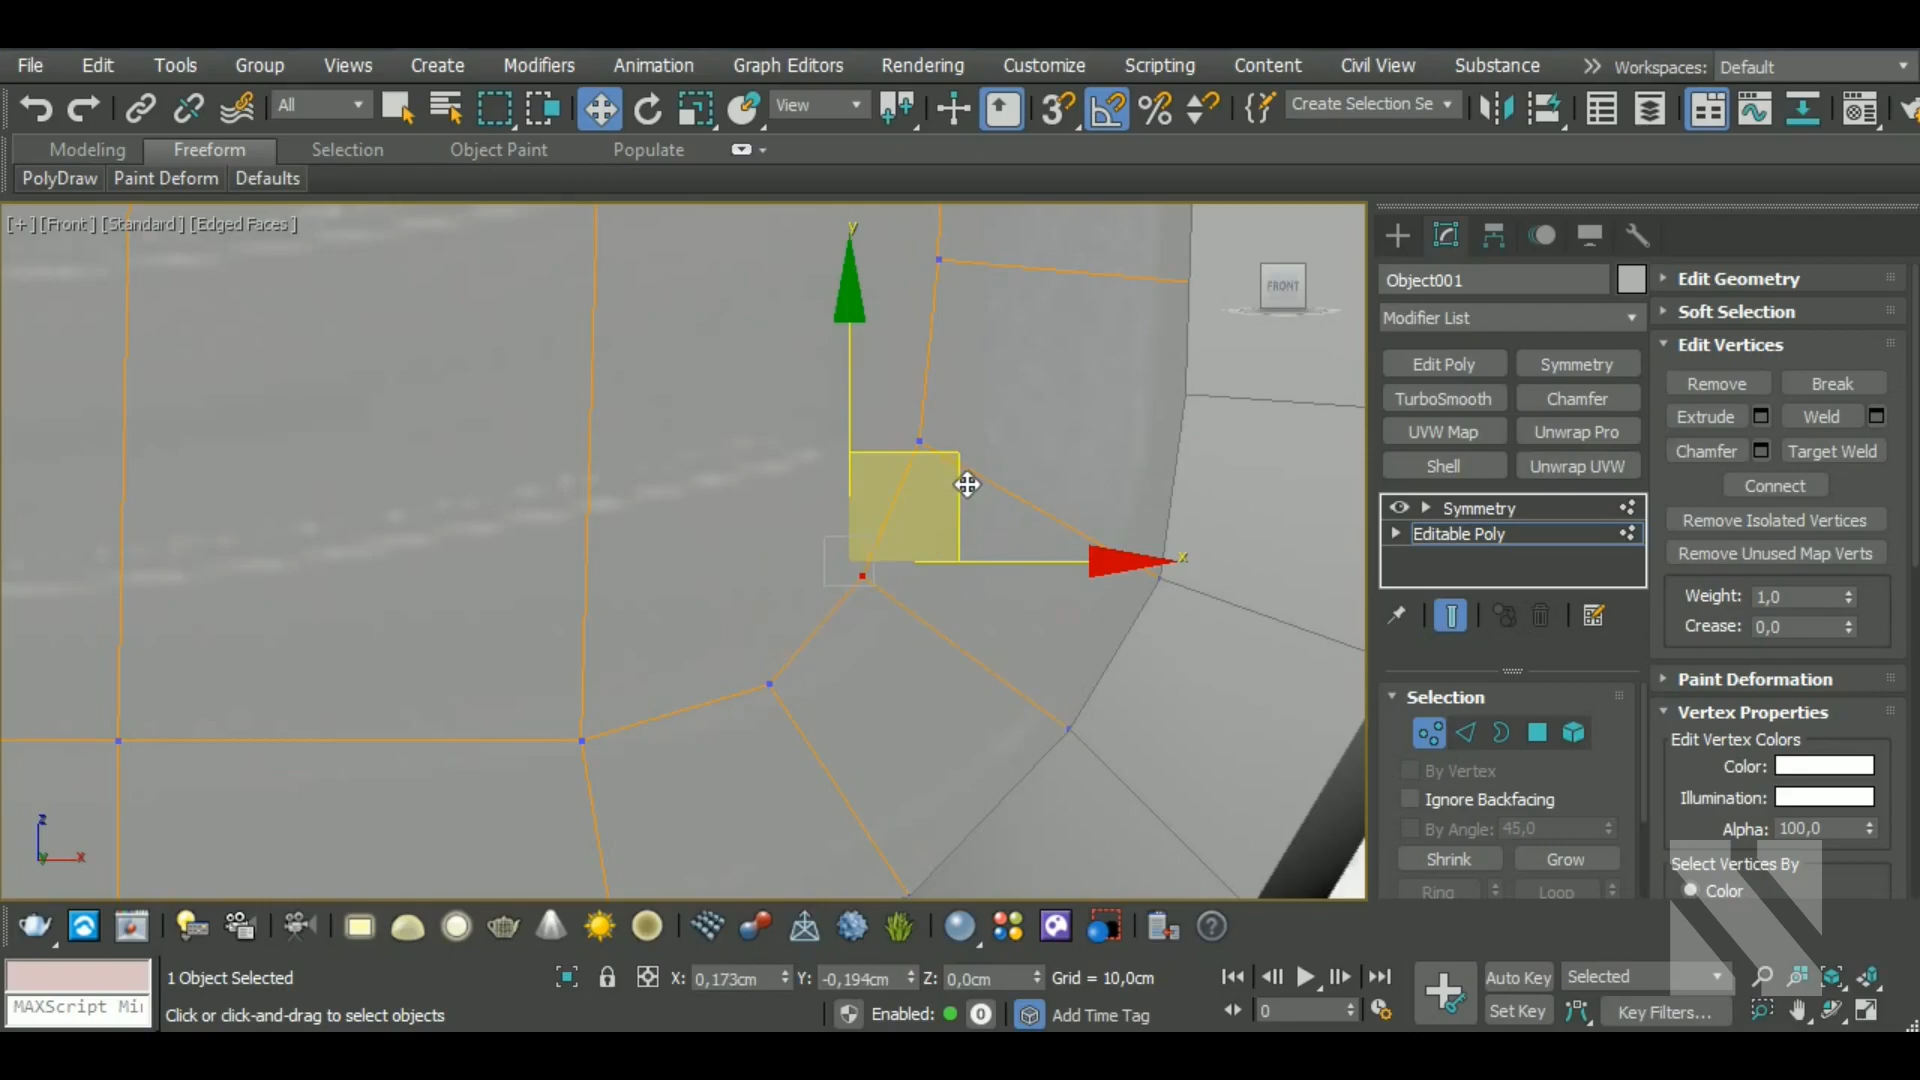 File Edit Tools Group Views Create Modifiers Animation Graph Editors Rendering Customize Scripting Content Civil View Substance Workspaces: Default
All View 3 Create Selection Se
Modeling Freeform Selection Object Paint Populate
PolyDraw Paint Deform Defaults
[+] [Front] [Standard] [Edged Faces]
y
x
FRONT
z
y x
Object001
Modifier List
Edit Poly Symmetry
TurboSmooth Chamfer
UVW Map Unwrap Pro
Shell Unwrap UVW
Symmetry
Editable Poly
Selection
By Vertex
Ignore Backfacing
By Angle: 45,0
Shrink Grow
Ring Loop
Edit Geometry
Soft Selection
Edit Vertices
Remove Break
Extrude Weld
Chamfer Target Weld
Connect
Remove Isolated Vertices
Remove Unused Map Verts
Weight: 1,0
Crease: 0,0
Paint Deformation
Vertex Properties
Edit Vertex Colors
Color:
Illumination:
Alpha: 100,0
Select Vertices By
Color
1 Object Selected X: 0,173cm Y: -0,194cm Z: 0,0cm Grid = 10,0cm Auto Key Selected
MAXScript Mi
Click or click-and-drag to select objects Enabled: 0 Add Time Tag 0 Set Key Key Filters...